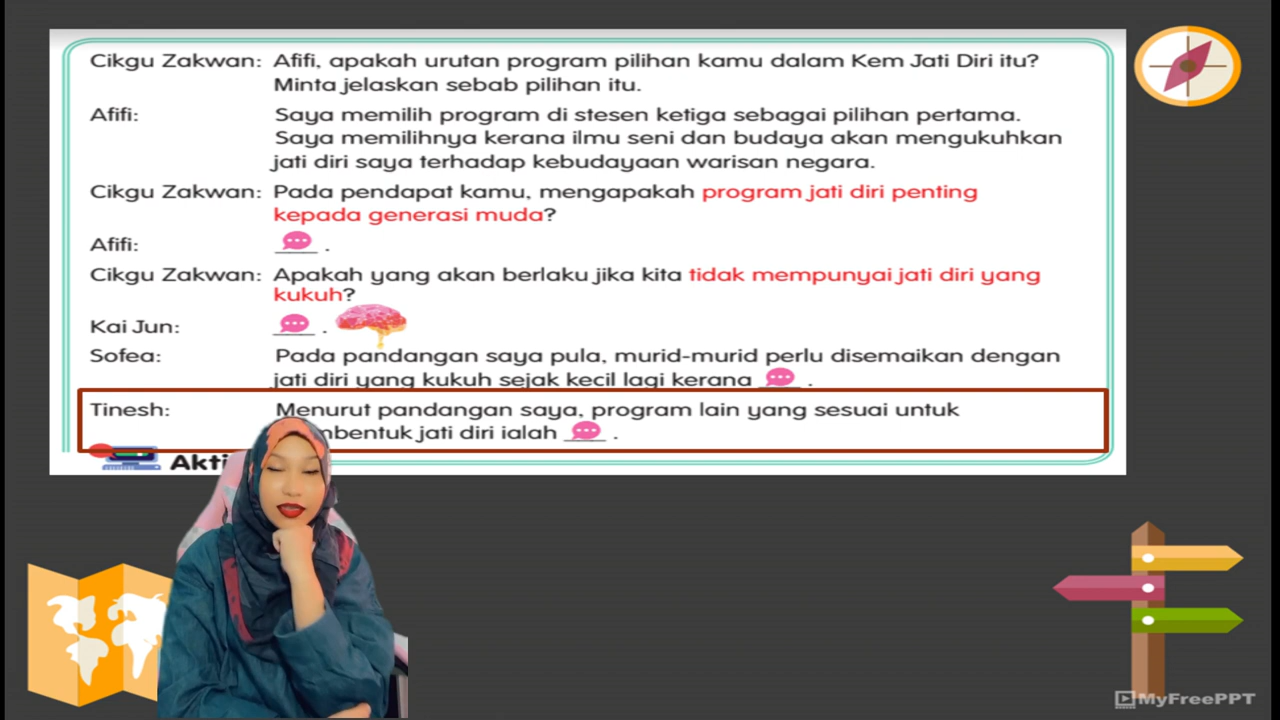 Cikgu Zakwan: Afifi, apakah urutan program pilihan kamu dalam Kem Jati Diri itu?
Minta jelaskan sebab pilihan itu.
Afifi: Saya memilih program di stesen ketiga sebagai pilihan pertama.
Saya memilihnya kerana ilmu seni dan budaya akan mengukuhkan
jati diri saya terhadap kebudayaan warisan negara.
Cikgu Zakwan: Pada pendapat kamu, mengapakah program jati diri penting
kepada generasi muda?
Afifi: .
Cikgu Zakwan: Apakah yang akan berlaku jika kita tidak mempunyai jati diri yang
kukuh?
Kai Jun: .
Sofea: Pada pandangan saya pula, murid-murid perlu disemaikan dengan
jati diri yang kukuh sejak kecil lagi kerana .
Tinesh: Menurut pandangan saya, program lain yang sesuai untuk
jati diri ialah .
MyFreePPT